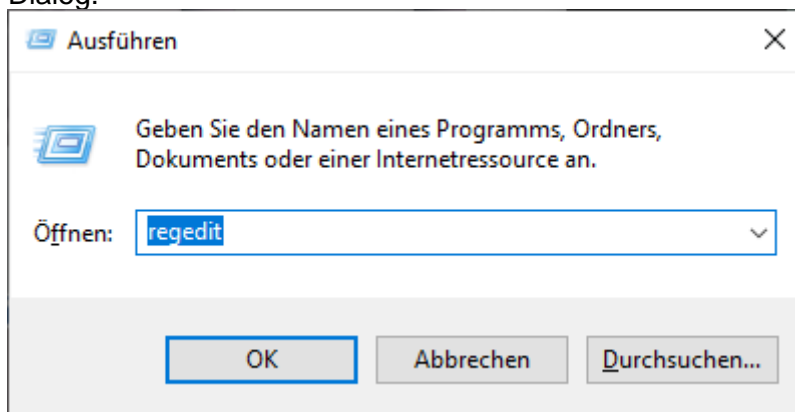 Dialog:
Ausführen
Geben Sie den Namen eines Programms, Ordners,
Dokuments oder einer Internetressource an.
Öffnen:
regedit
OK
Abbrechen
Durchsuchen...